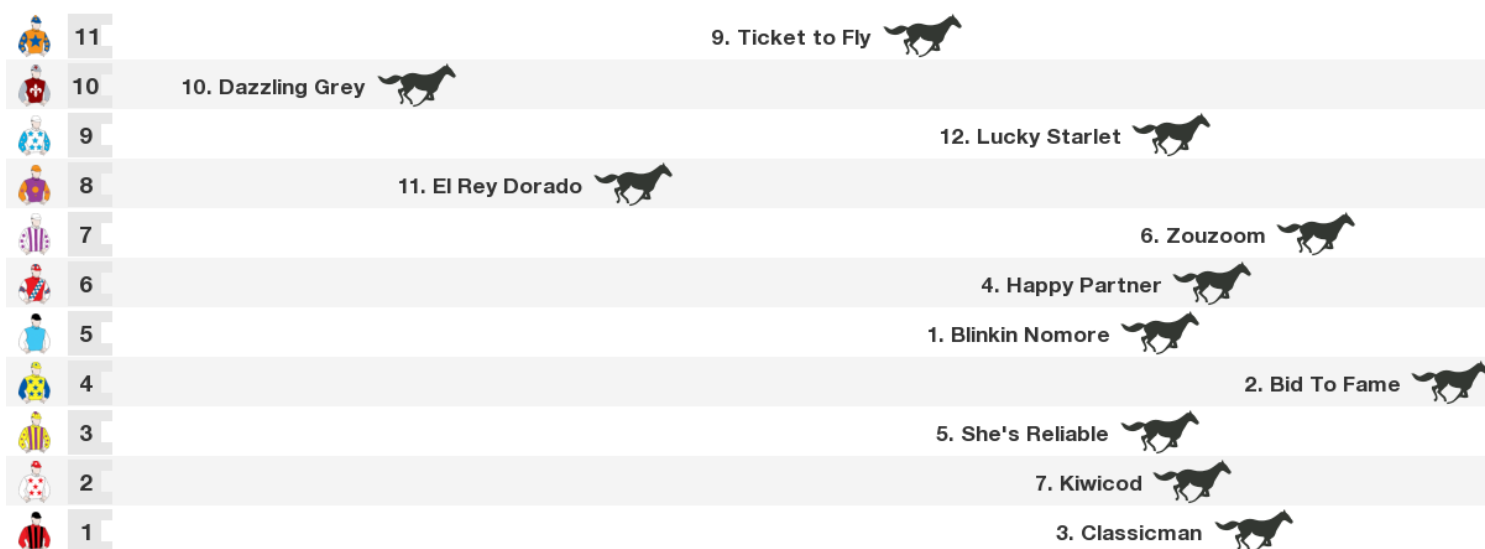 11 9. Ticket to Fly
10 10. Dazzling Grey
9 12. Lucky Starlet
8 11. El Rey Dorado
7 6. Zouzoom
6 4. Happy Partner
5 1. Blinkin Nomore
4 2. Bid To Fame
3 5. She's Reliable
2 7. Kiwicod
1 3. Classicman